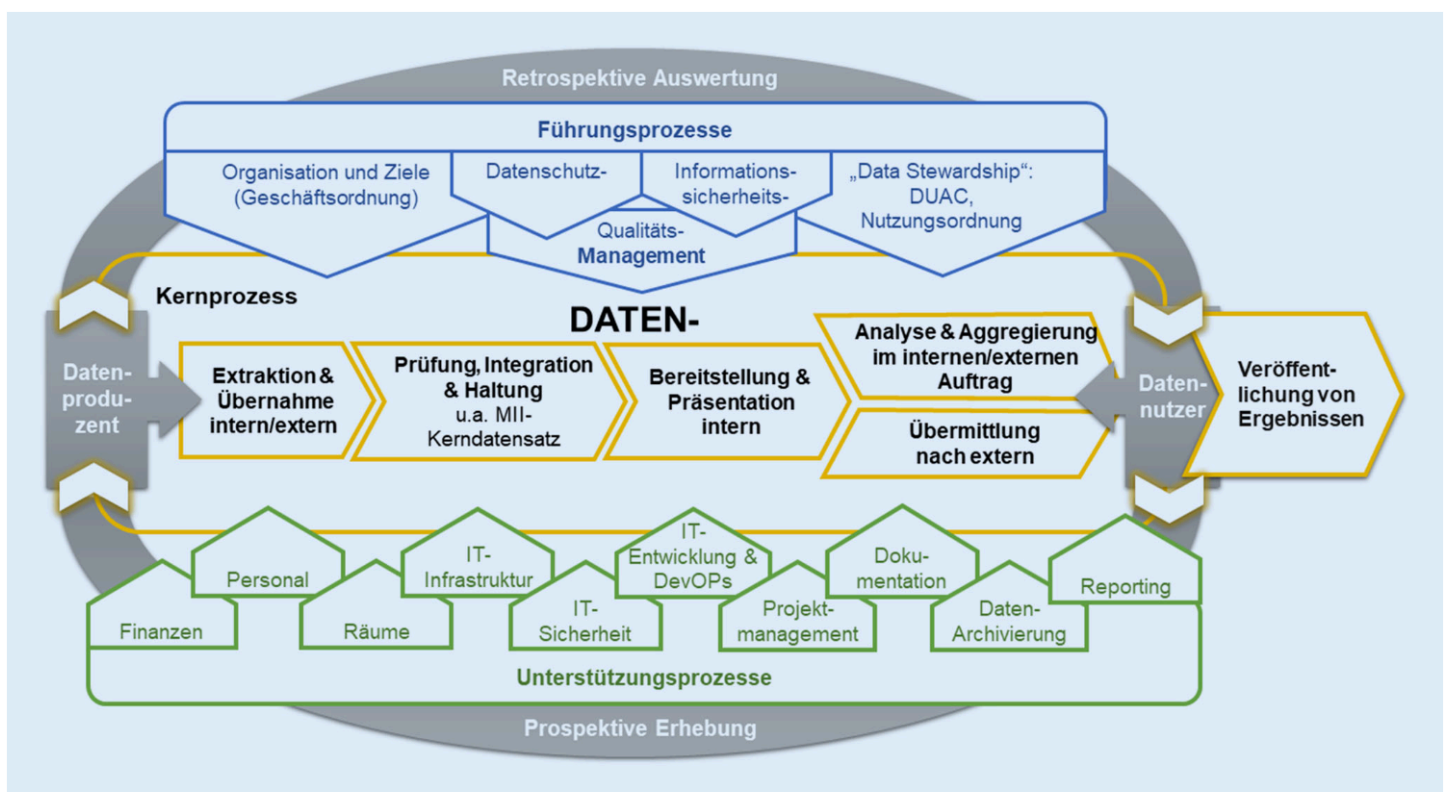 Retrospektive Auswertung
Führungsprozesse
Organisation und Ziele
(Geschäftsordnung)
Datenschutz-
Informations-
sicherheits-
„Data Stewardship“:
DUAC,
Nutzungsordnung
Qualitäts-
Management
Kernprozess
DATEN-
Daten-
produ-
zent
Extraktion &
Übernahme
intern/extern
Prüfung, Integration
& Haltung
u.a. MII-
Kerndatensatz
Bereitstellung &
Präsentation
intern
Analyse & Aggregierung
im internen/externen
Auftrag
Übermittlung
nach extern
Daten-
nutzer
Veröffent-
lichung von
Ergebnissen
Finanzen
Personal
Räume
IT-
Infrastruktur
IT-
Sicherheit
IT-
Entwicklung &
DevOPs
Projekt-
management
Doku-
mentation
Daten-
Archivierung
Reporting
Unterstützungsprozesse
Prospektive Erhebung